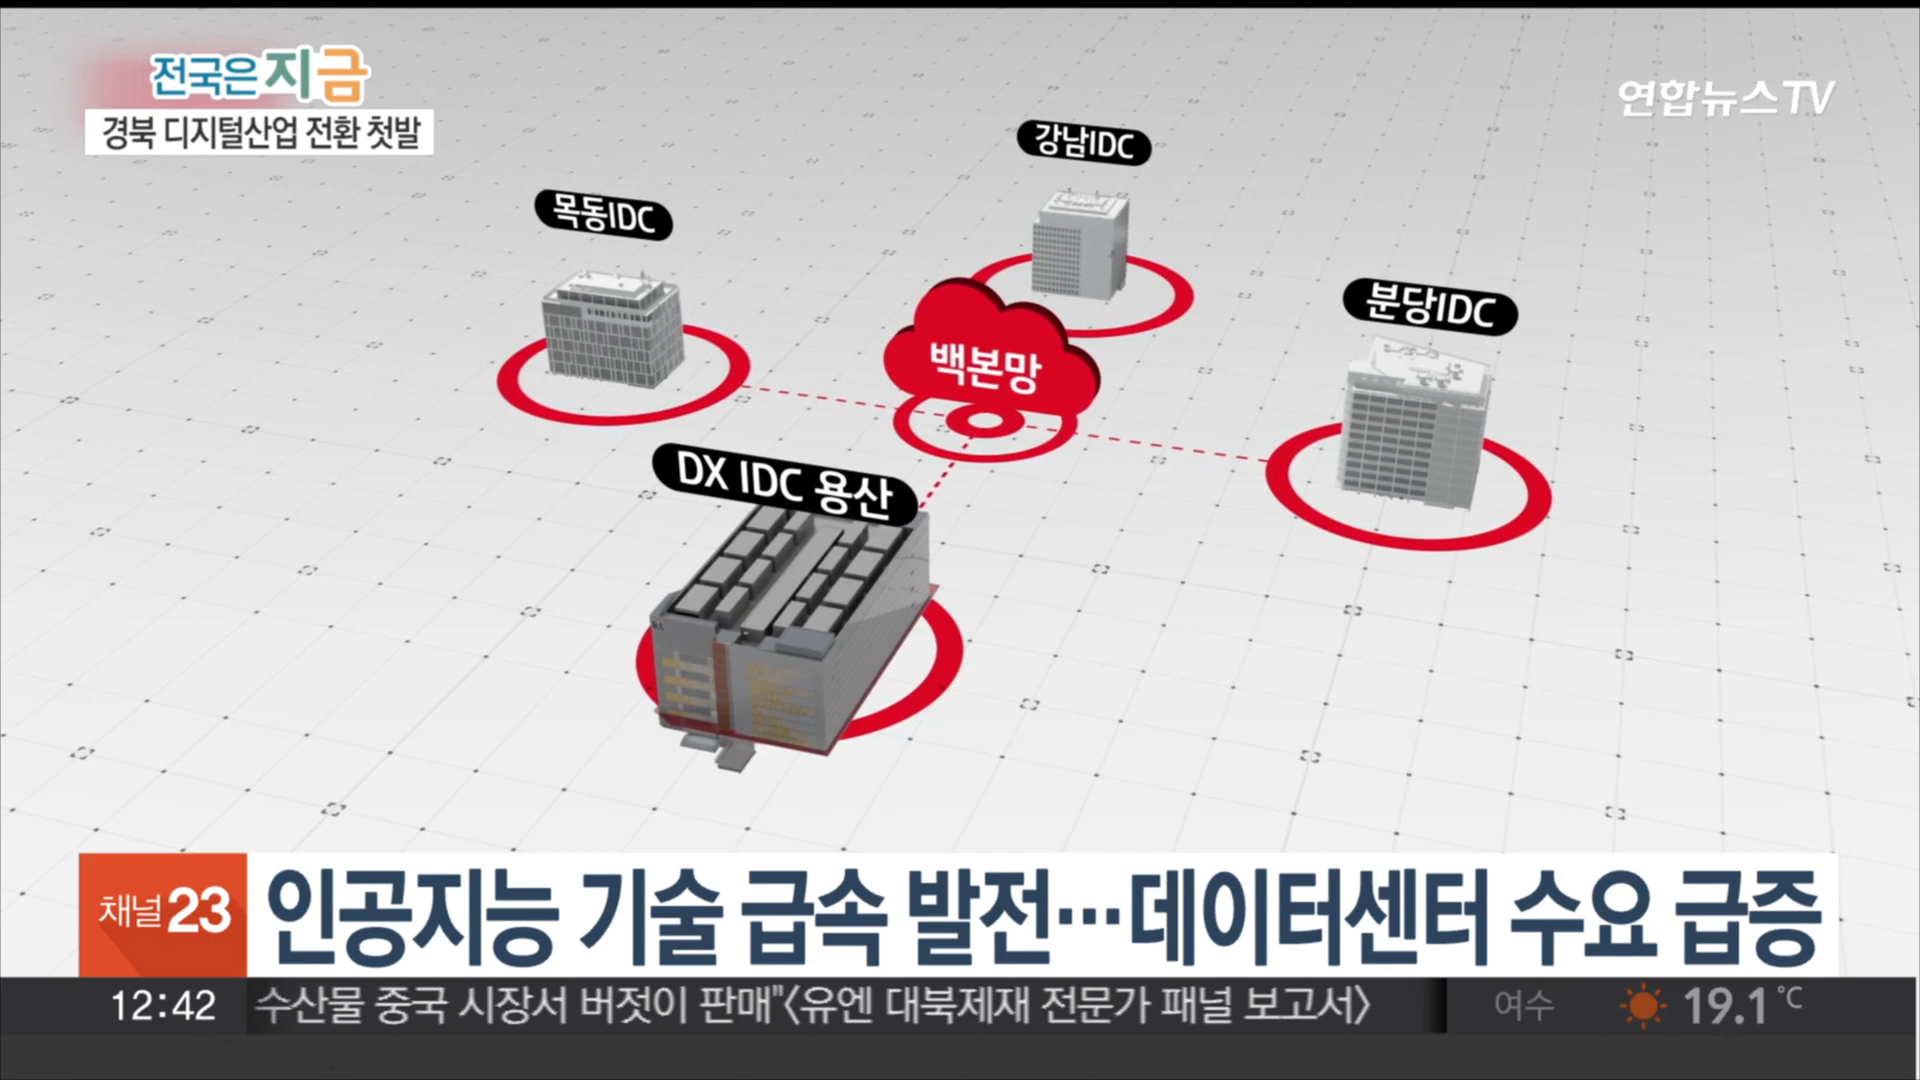 전국은지금
연합뉴스TV
경북 디지털산업 전환 첫발
강남IDC
목동IDC
분당IDC
백본망
DX IDC 용산
채널23
인공지능 기술 급속 발전…데이터센터 수요 급증
12:42
수산물 중국 시장서 버젓이 판매"〈유엔 대북제재 전문가 패널 보고서〉
여수
19.1℃